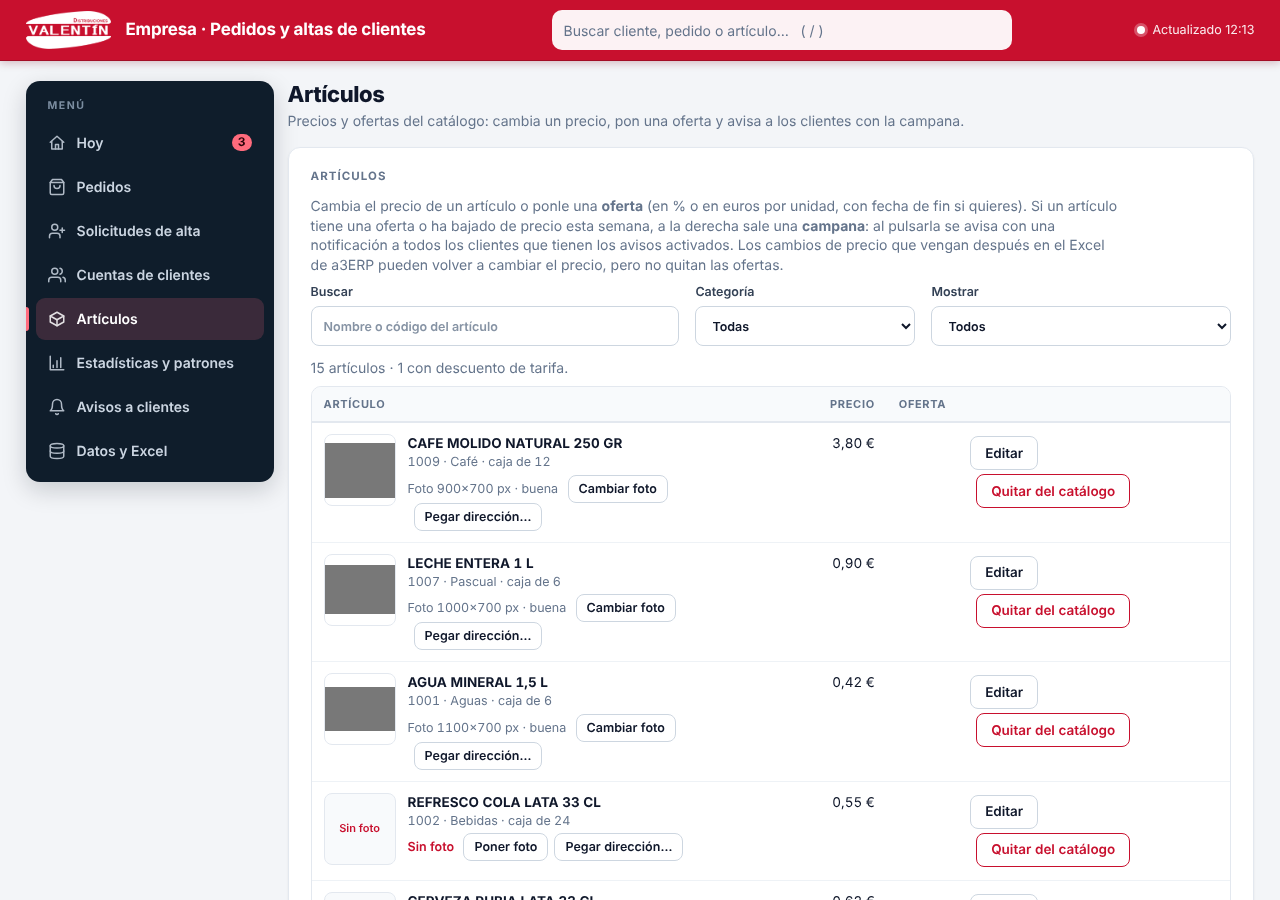 DISTRIBUCIONES
VALENTÍN
Empresa · Pedidos y altas de clientes
Buscar cliente, pedido o artículo... ( / )
Actualizado 12:13
MENÚ
Hoy
3
Pedidos
Solicitudes de alta
Cuentas de clientes
Artículos
Estadísticas y patrones
Avisos a clientes
Datos y Excel
Artículos
Precios y ofertas del catálogo: cambia un precio, pon una oferta y avisa a los clientes con la campana.
ARTÍCULOS
Cambia el precio de un artículo o ponle una oferta (en % o en euros por unidad, con fecha de fin si quieres). Si un artículo
tiene una oferta o ha bajado de precio esta semana, a la derecha sale una campana: al pulsarla se avisa con una
notificación a todos los clientes que tienen los avisos activados. Los cambios de precio que vengan después en el Excel
de a3ERP pueden volver a cambiar el precio, pero no quitan las ofertas.
Buscar
Categoría
Mostrar
Nombre o código del artículo
Todas
Todos
15 artículos · 1 con descuento de tarifa.
ARTÍCULO
PRECIO
OFERTA
CAFE MOLIDO NATURAL 250 GR
1009 · Café · caja de 12
Foto 900×700 px · buena
Cambiar foto
Pegar dirección...
3,80 €
Editar
Quitar del catálogo
LECHE ENTERA 1 L
1007 · Pascual · caja de 6
Foto 1000×700 px · buena
Cambiar foto
Pegar dirección...
0,90 €
Editar
Quitar del catálogo
AGUA MINERAL 1,5 L
1001 · Aguas · caja de 6
Foto 1100×700 px · buena
Cambiar foto
Pegar dirección...
0,42 €
Editar
Quitar del catálogo
Sin foto
REFRESCO COLA LATA 33 CL
1002 · Bebidas · caja de 24
Sin foto
Poner foto
Pegar dirección...
0,55 €
Editar
Quitar del catálogo
CERVEZA RUBIA LATA 33 CL
0,62 €